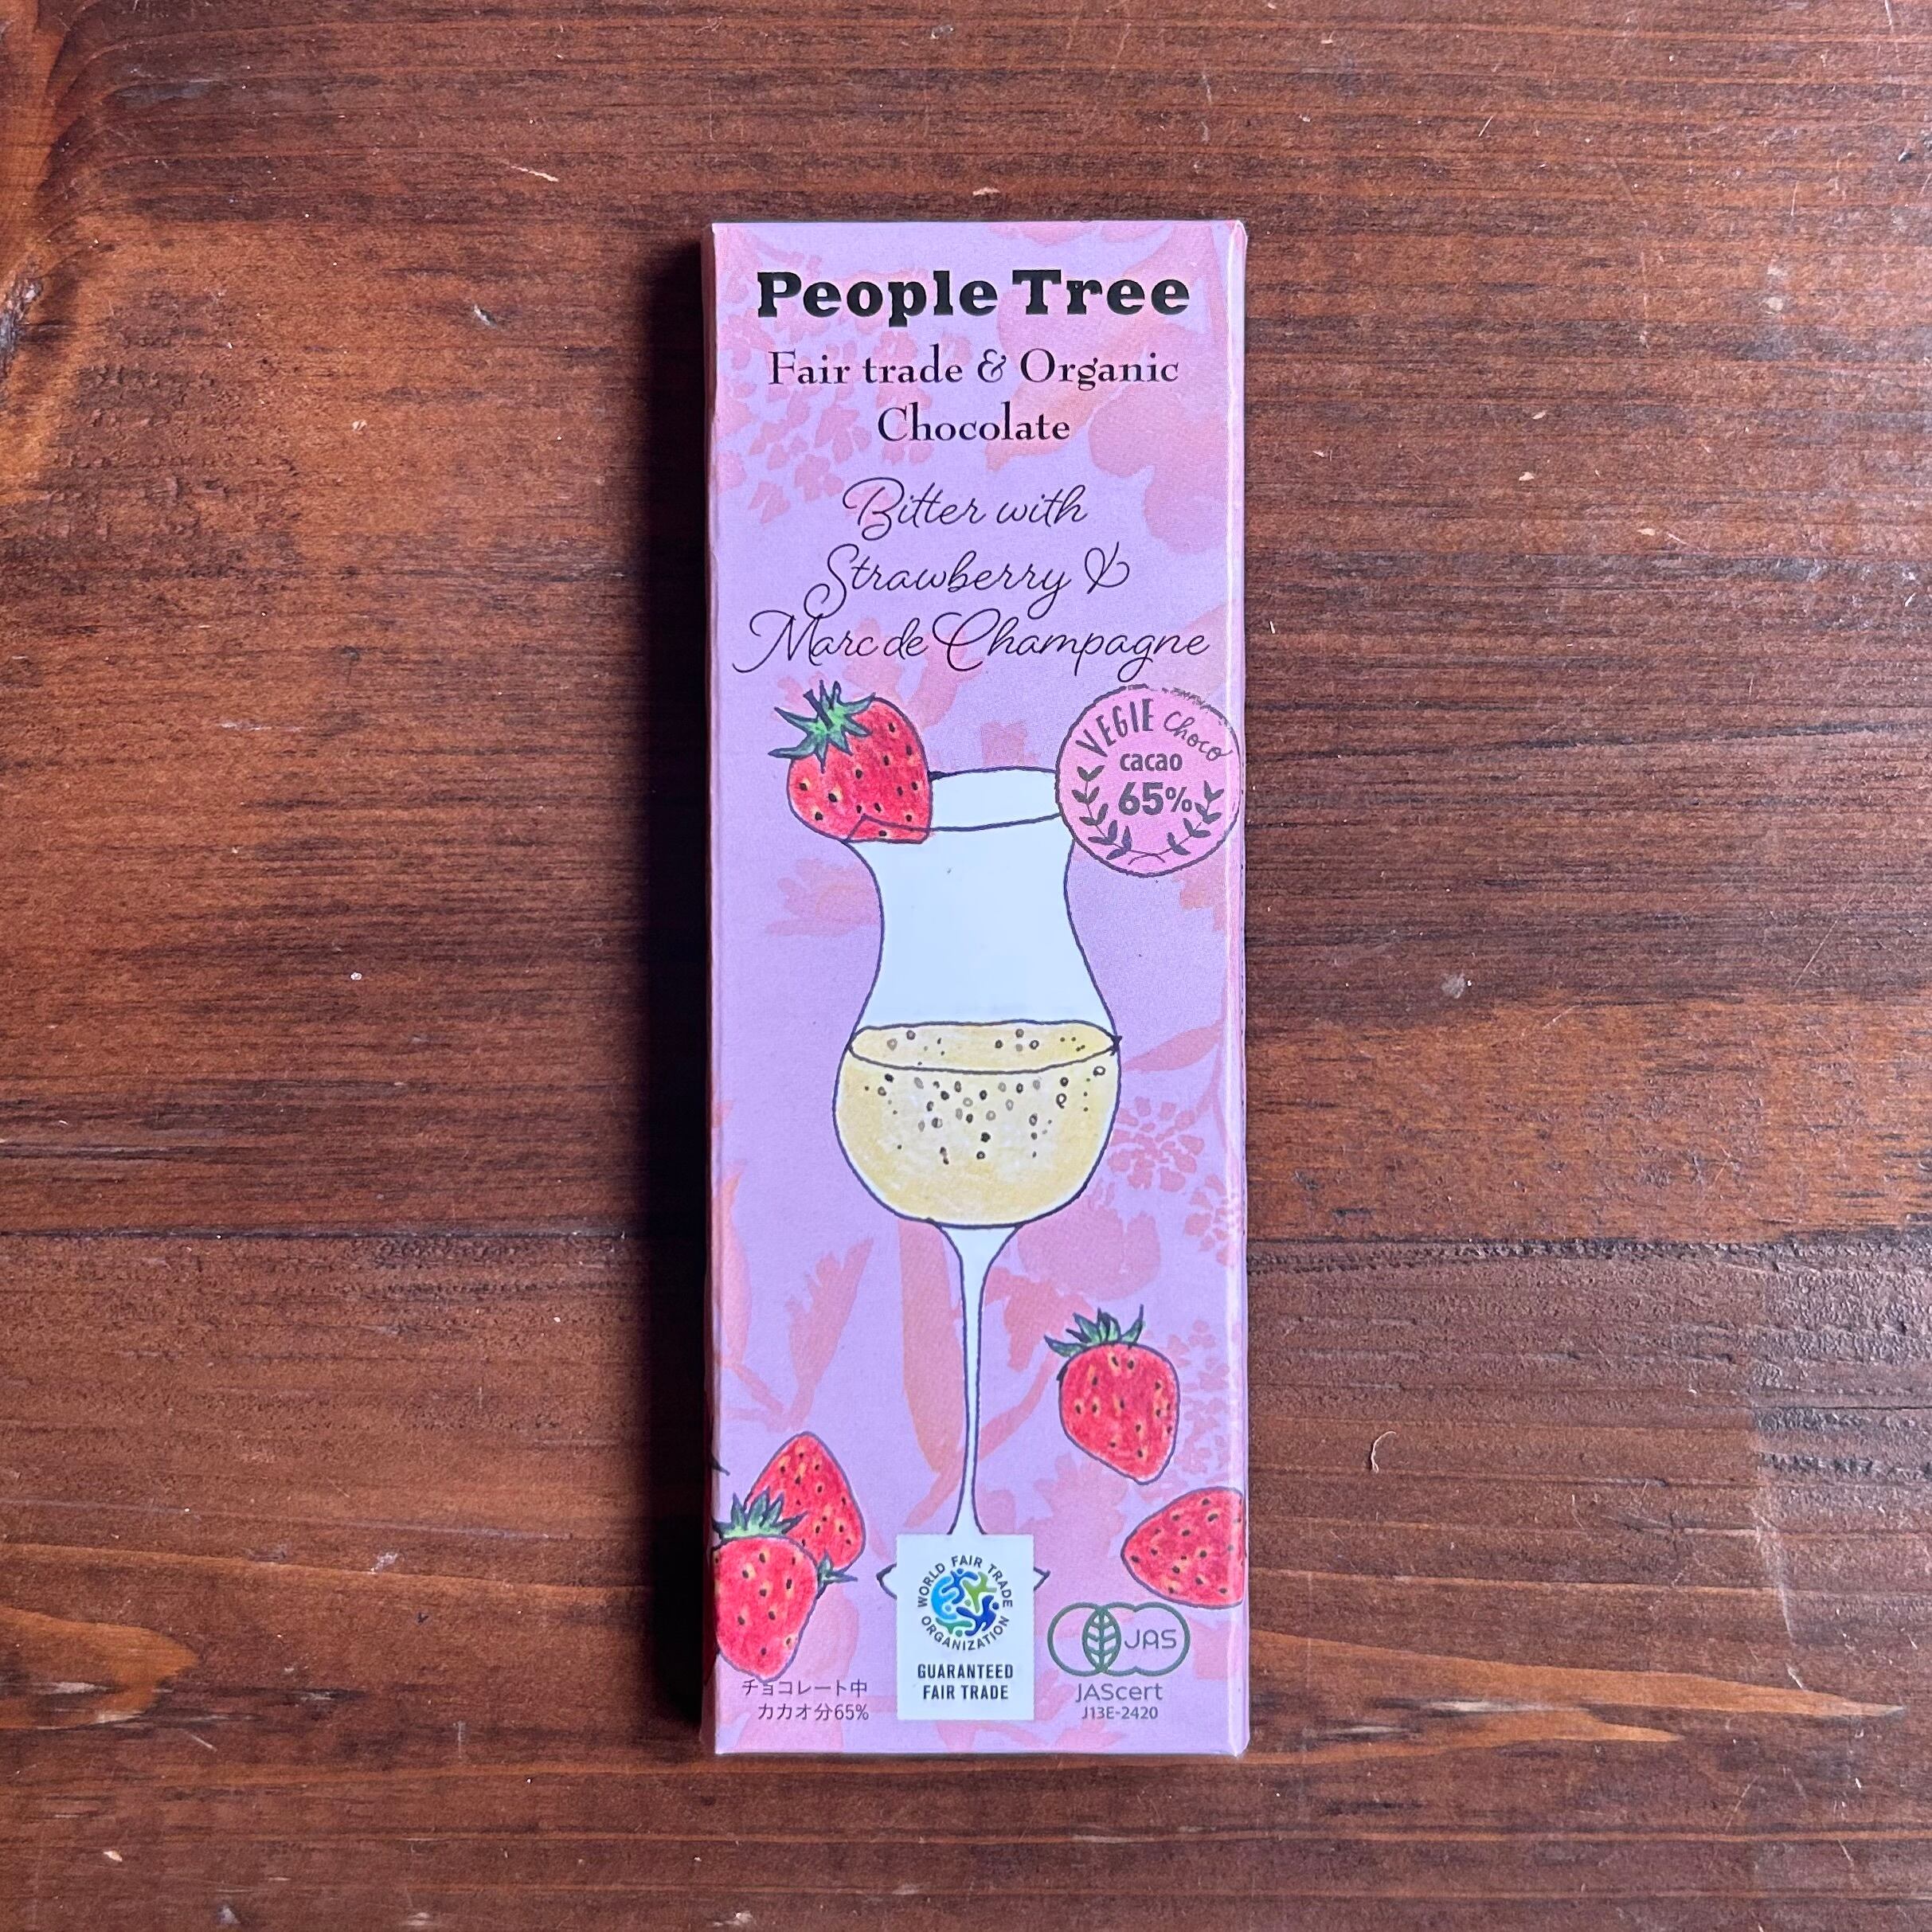 People Tree
Fair trade & Organic
Chocolate
Bitter with
Strawberry &
Marc de Champagne
VEGIE choco
cacao
65%
WORLD FAIR TRADE ORGANIZATION
GUARANTEED
FAIR TRADE
JAS
JAScert
J13E-2420
チョコレート中
カカオ分65%